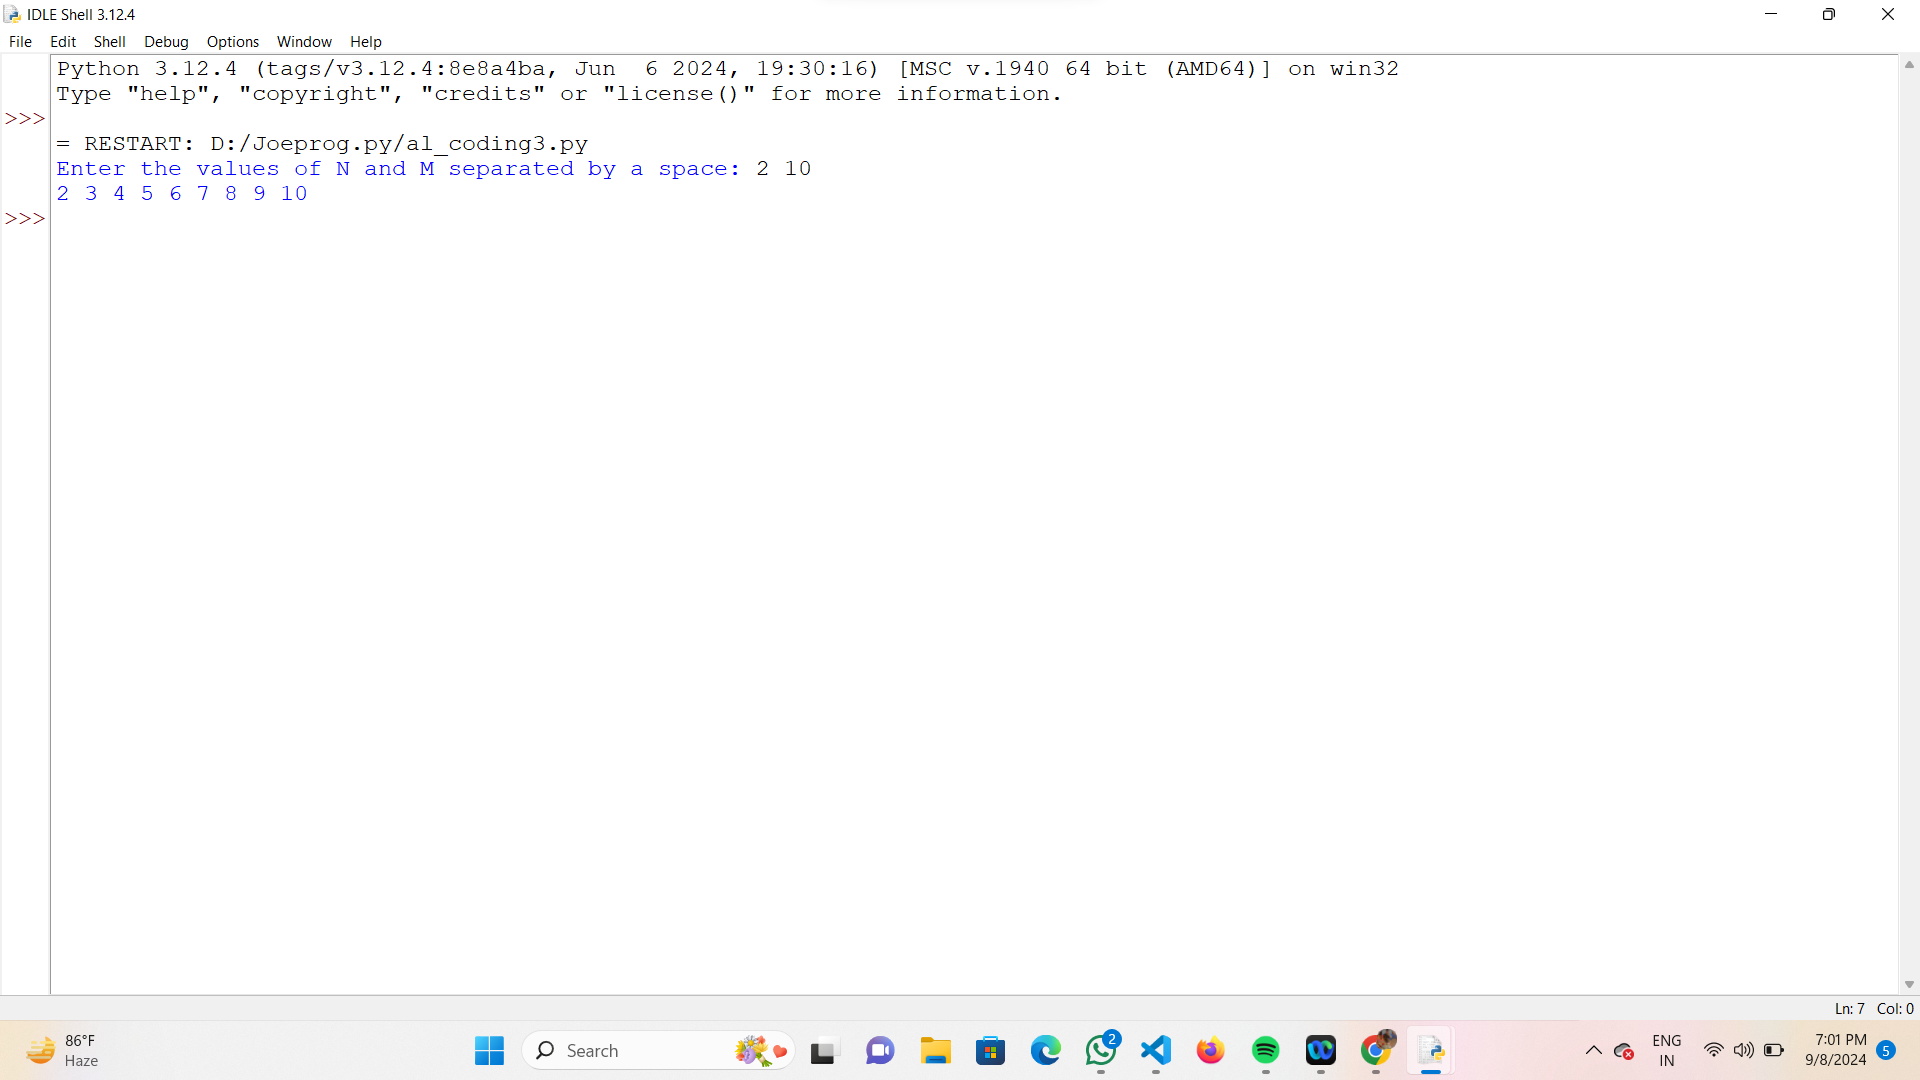 IDLE Shell 3.12.4
File Edit Shell Debug Options Window Help
Python 3.12.4 (tags/v3.12.4:8e8a4ba, Jun  6 2024, 19:30:16) [MSC v.1940 64 bit (AMD64)] on win32
Type "help", "copyright", "credits" or "license()" for more information.
>>>
= RESTART: D:/Joeprog.py/al_coding3.py
Enter the values of N and M separated by a space: 2 10
2 3 4 5 6 7 8 9 10
>>>
Ln: 7 Col: 0
86°F
Haze
Search
2
ENG
IN
7:01 PM
9/8/2024
5